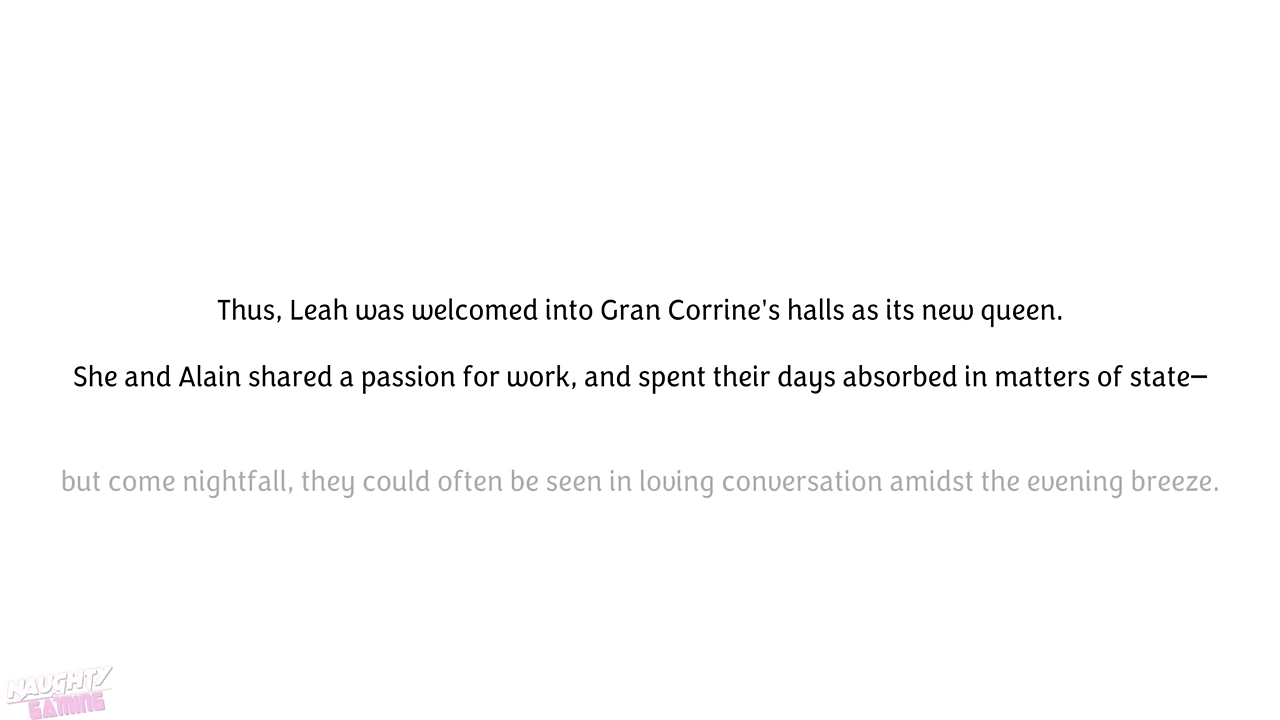 Thus, Leah was welcomed into Gran Corrine's halls as its new queen.
She and Alain shared a passion for work, and spent their days absorbed in matters of state—
but come nightfall, they could often be seen in loving conversation amidst the evening breeze.
NAUGHTY
GAMING